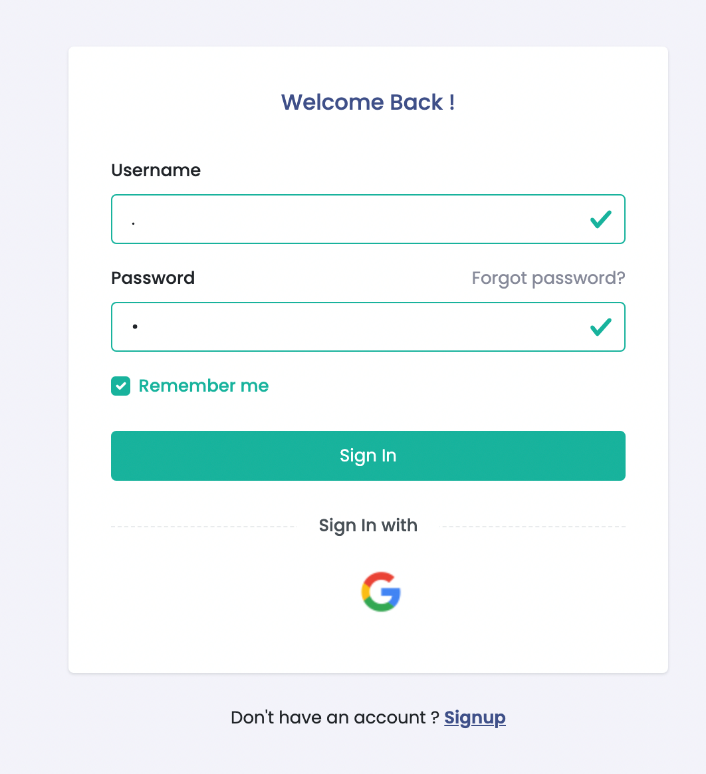 Welcome Back !
Username
.
Password Forgot password?
•
Remember me
Sign In
Sign In with
Don't have an account ? Signup